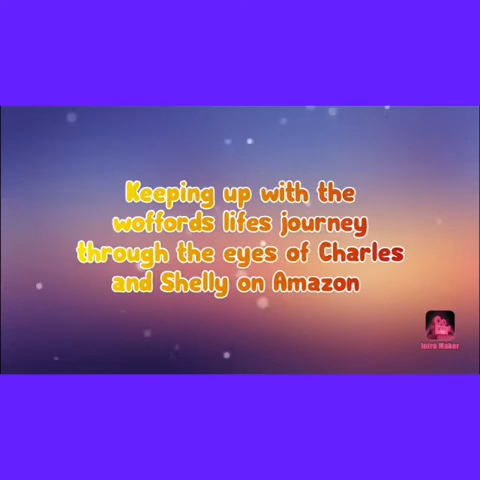 Keeping up with the
woffords lifes journey
through the eyes of Charles
and Shelly on Amazon
Intro Maker